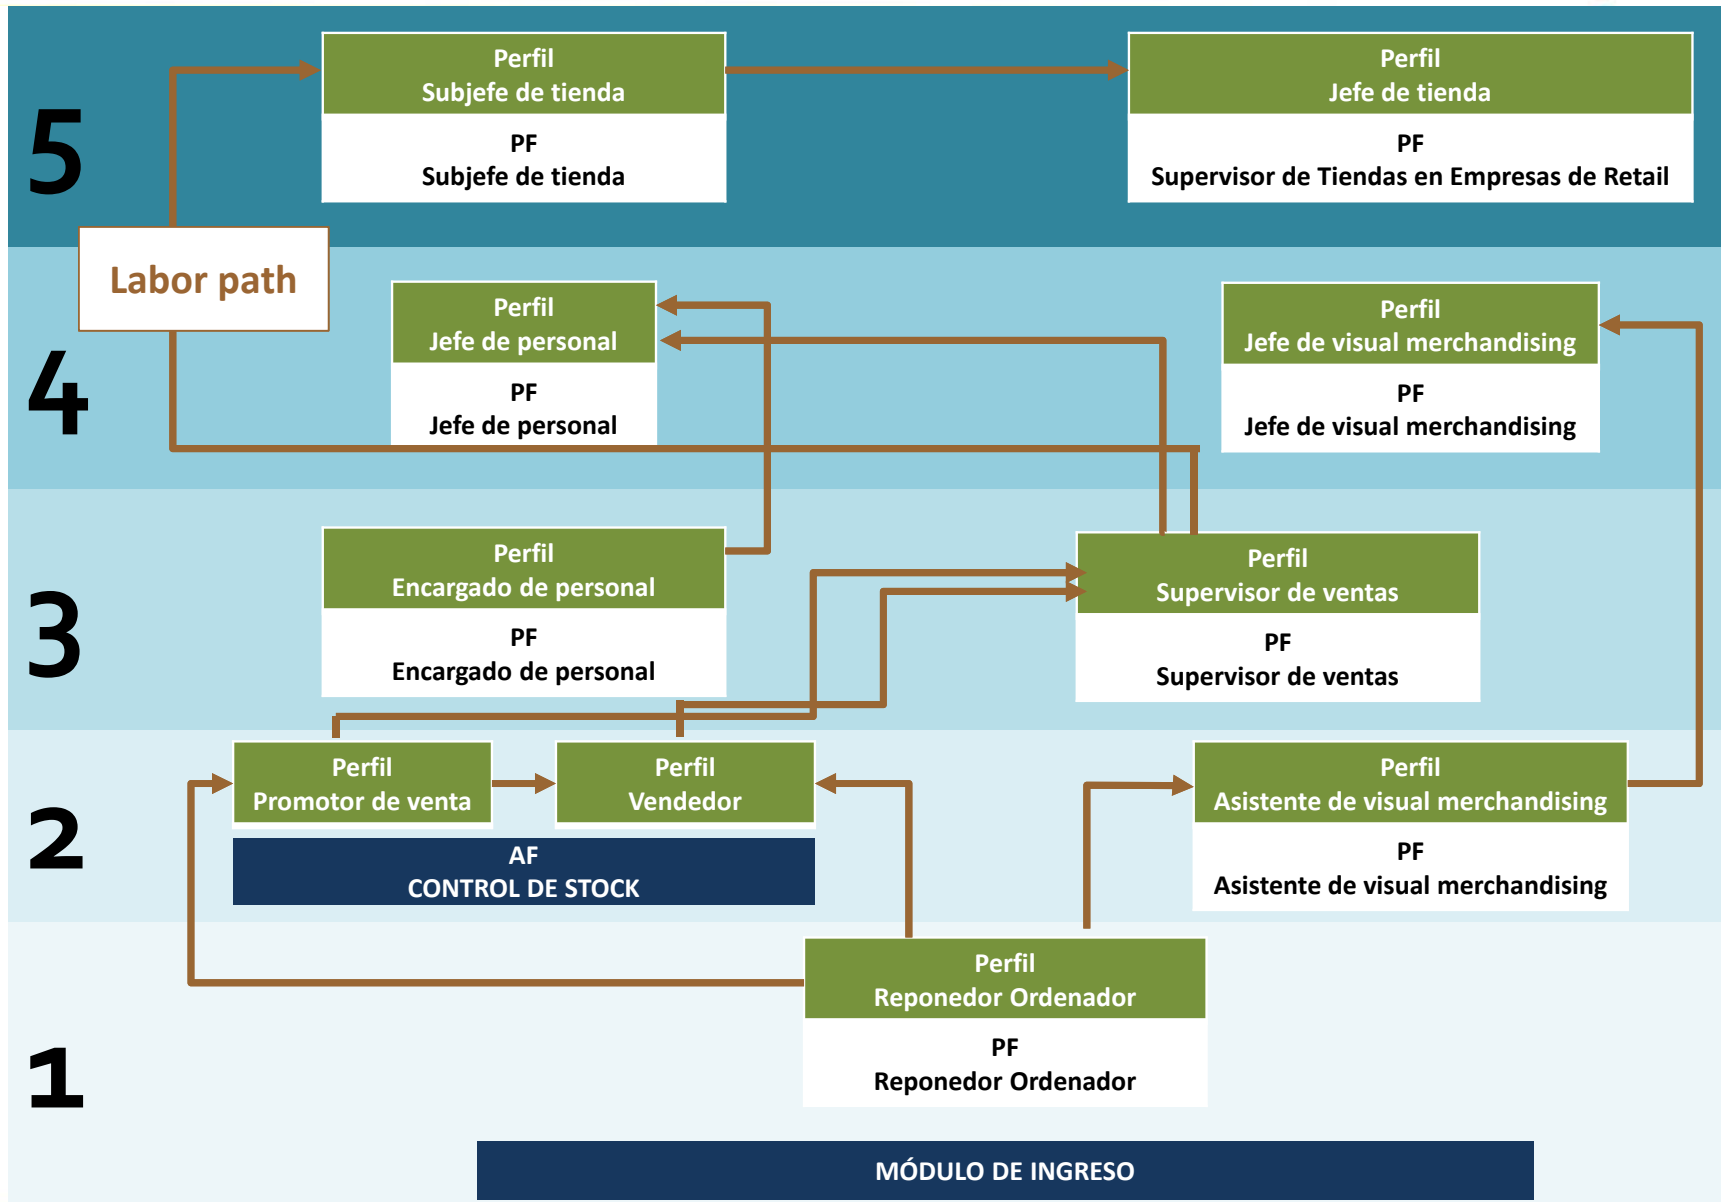 5
Perfil
Subjefe de tienda
PF
Subjefe de tienda
Perfil
Jefe de tienda
PF
Supervisor de Tiendas en Empresas de Retail
Labor path
4
Perfil
Jefe de personal
PF
Jefe de personal
Perfil
Jefe de visual merchandising
PF
Jefe de visual merchandising
3
Perfil
Encargado de personal
PF
Encargado de personal
Perfil
Supervisor de ventas
PF
Supervisor de ventas
2
Perfil
Promotor de venta
Perfil
Vendedor
AF
CONTROL DE STOCK
Perfil
Asistente de visual merchandising
PF
Asistente de visual merchandising
1
Perfil
Reponedor Ordenador
PF
Reponedor Ordenador
MÓDULO DE INGRESO